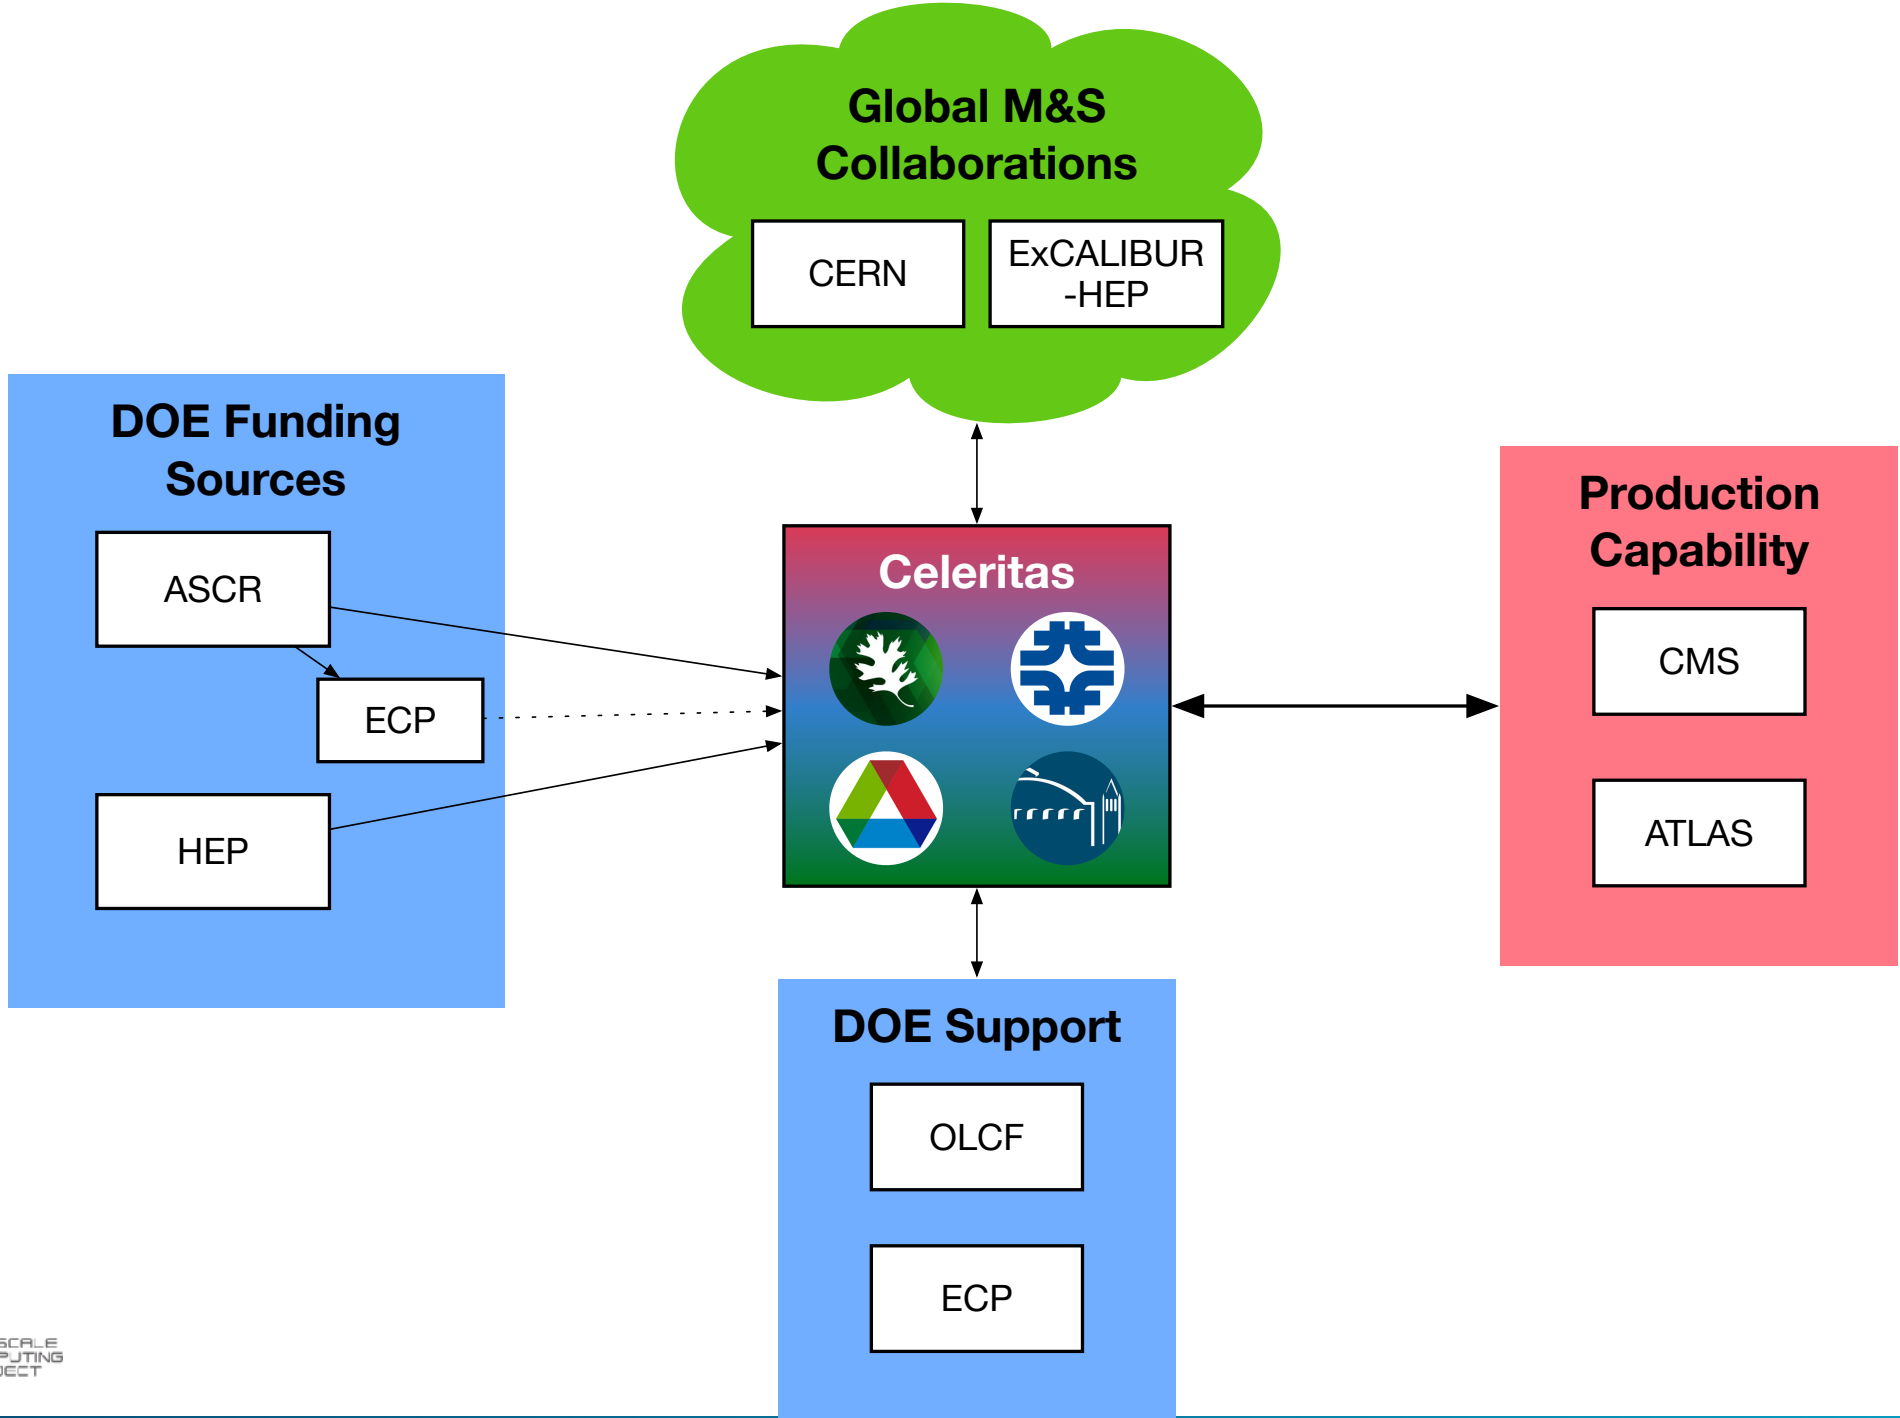 Global M&S
Collaborations
CERN
ExCALIBUR
-HEP
DOE Funding
Sources
ASCR
ECP
HEP
Celeritas
Production
Capability
CMS
ATLAS
DOE Support
OLCF
ECP